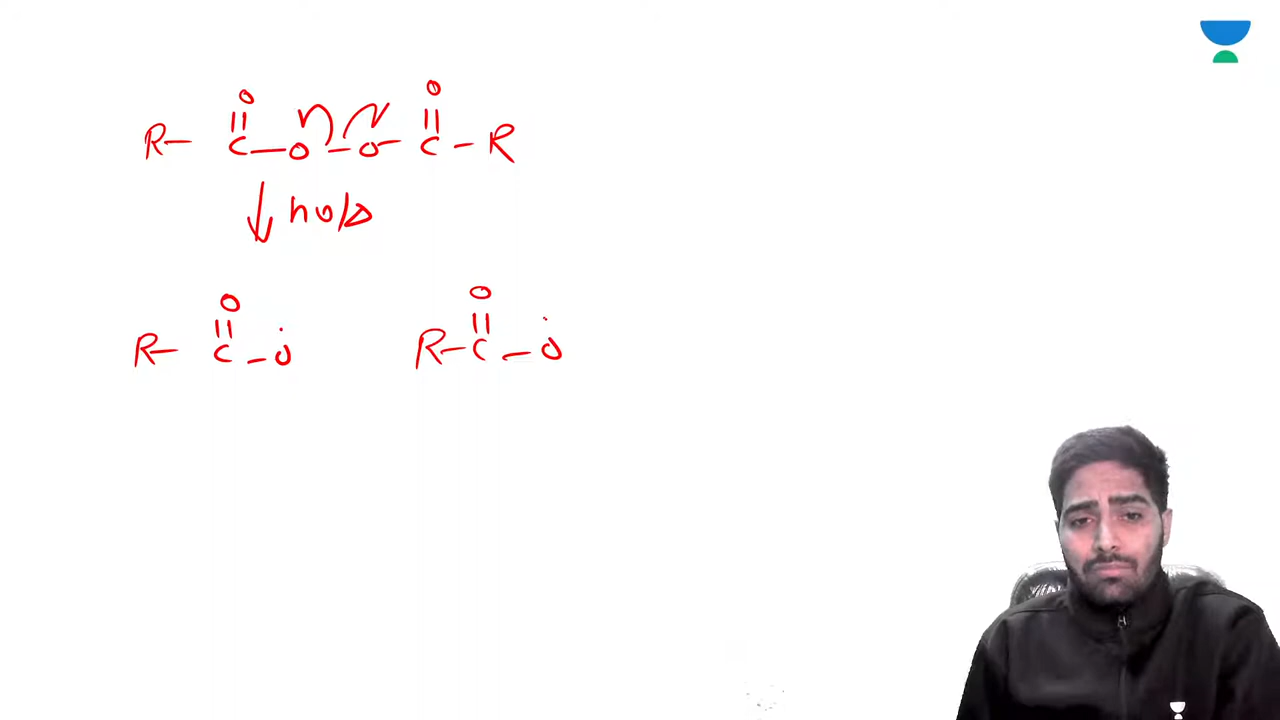 O O
|| ||
R- C-O-O-C-R
↓ hν/Δ
O O
|| ||
R-C-Ȯ R-C-Ȯ